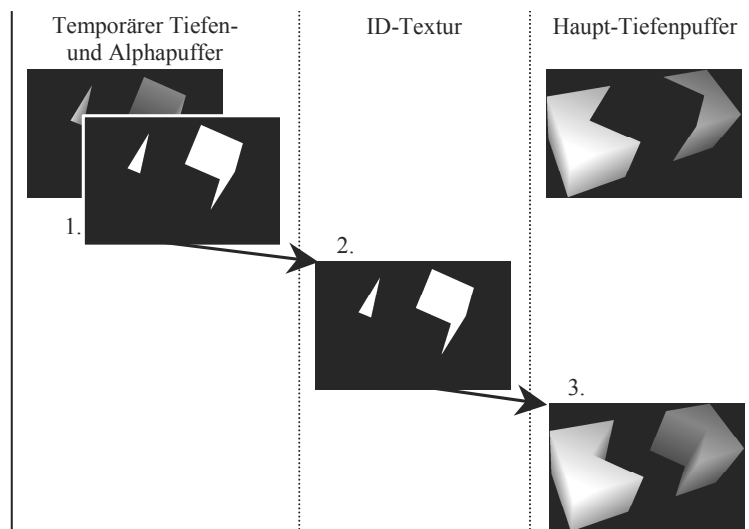 Temporärer Tiefen-
und Alphapuffer
ID-Textur
Haupt-Tiefenpuffer
1.
2.
3.